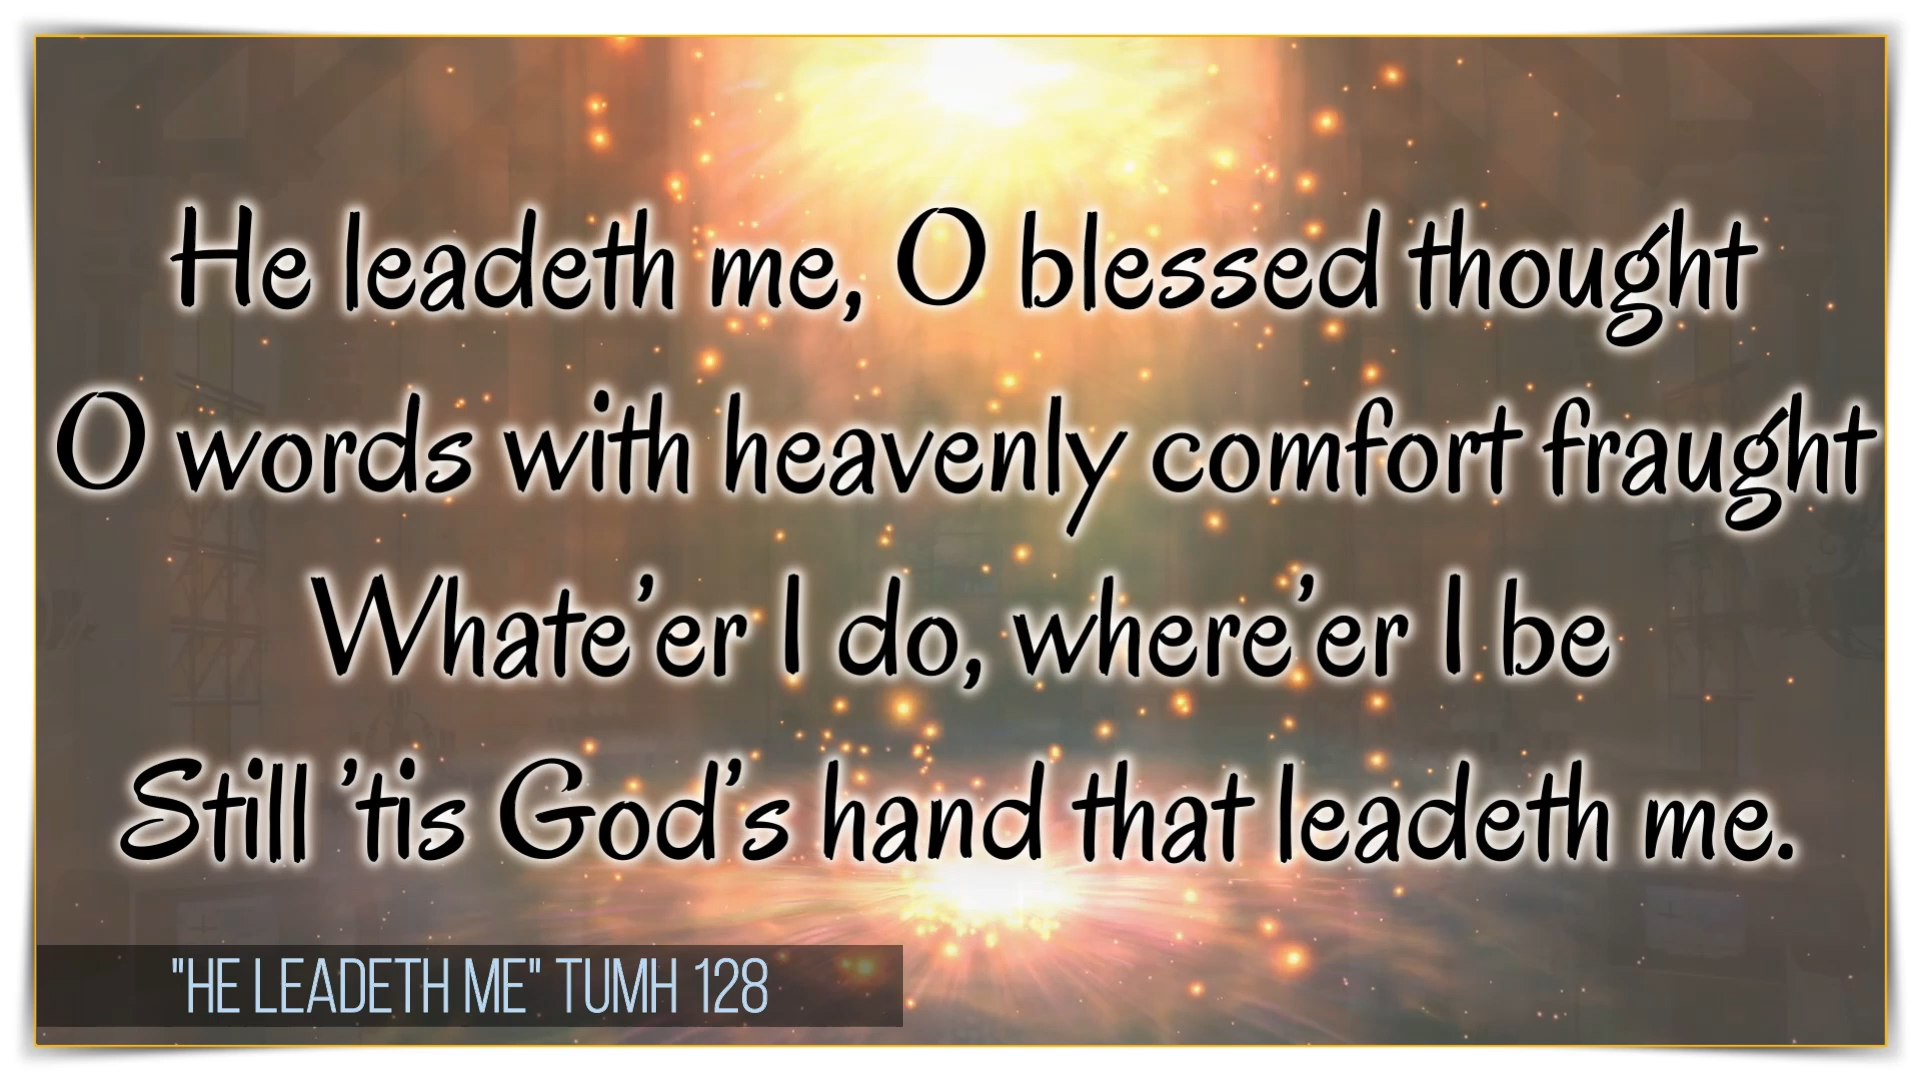 He leadeth me, O blessed thought
O words with heavenly comfort fraught
Whate’er I do, where’er I be
Still ’tis God’s hand that leadeth me.
"HE LEADETH ME" TUMH 128